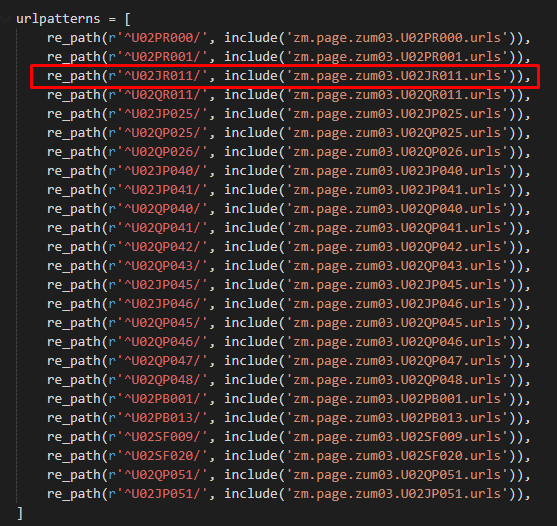 urlpatterns = [
    re_path(r'^U02PR000/', include('zm.page.zum03.U02PR000.urls')),
    re_path(r'^U02PR001/', include('zm.page.zum03.U02PR001.urls')),
    re_path(r'^U02JR011/', include('zm.page.zum03.U02JR011.urls')),
    re_path(r'^U02QR011/', include('zm.page.zum03.U02QR011.urls')),
    re_path(r'^U02JP025/', include('zm.page.zum03.U02JP025.urls')),
    re_path(r'^U02QP025/', include('zm.page.zum03.U02QP025.urls')),
    re_path(r'^U02QP026/', include('zm.page.zum03.U02QP026.urls')),
    re_path(r'^U02JP040/', include('zm.page.zum03.U02JP040.urls')),
    re_path(r'^U02JP041/', include('zm.page.zum03.U02JP041.urls')),
    re_path(r'^U02QP040/', include('zm.page.zum03.U02QP040.urls')),
    re_path(r'^U02QP041/', include('zm.page.zum03.U02QP041.urls')),
    re_path(r'^U02QP042/', include('zm.page.zum03.U02QP042.urls')),
    re_path(r'^U02QP043/', include('zm.page.zum03.U02QP043.urls')),
    re_path(r'^U02JP045/', include('zm.page.zum03.U02JP045.urls')),
    re_path(r'^U02JP046/', include('zm.page.zum03.U02JP046.urls')),
    re_path(r'^U02QP045/', include('zm.page.zum03.U02QP045.urls')),
    re_path(r'^U02QP046/', include('zm.page.zum03.U02QP046.urls')),
    re_path(r'^U02QP047/', include('zm.page.zum03.U02QP047.urls')),
    re_path(r'^U02QP048/', include('zm.page.zum03.U02QP048.urls')),
    re_path(r'^U02PB001/', include('zm.page.zum03.U02PB001.urls')),
    re_path(r'^U02PB013/', include('zm.page.zum03.U02PB013.urls')),
    re_path(r'^U02SF009/', include('zm.page.zum03.U02SF009.urls')),
    re_path(r'^U02SF020/', include('zm.page.zum03.U02SF020.urls')),
    re_path(r'^U02QP051/', include('zm.page.zum03.U02QP051.urls')),
    re_path(r'^U02JP051/', include('zm.page.zum03.U02JP051.urls')),
]